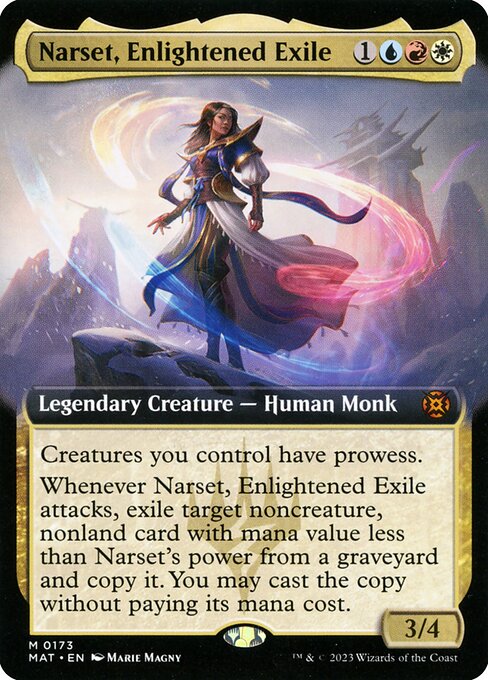 Narset, Enlightened Exile 1
Legendary Creature — Human Monk
Creatures you control have prowess.
Whenever Narset, Enlightened Exile
attacks, exile target noncreature,
nonland card with mana value less
than Narset's power from a graveyard
and copy it. You may cast the copy
without paying its mana cost.
3/4
M 0173
MAT • EN Marie Magny
™ & © 2023 Wizards of the Coast